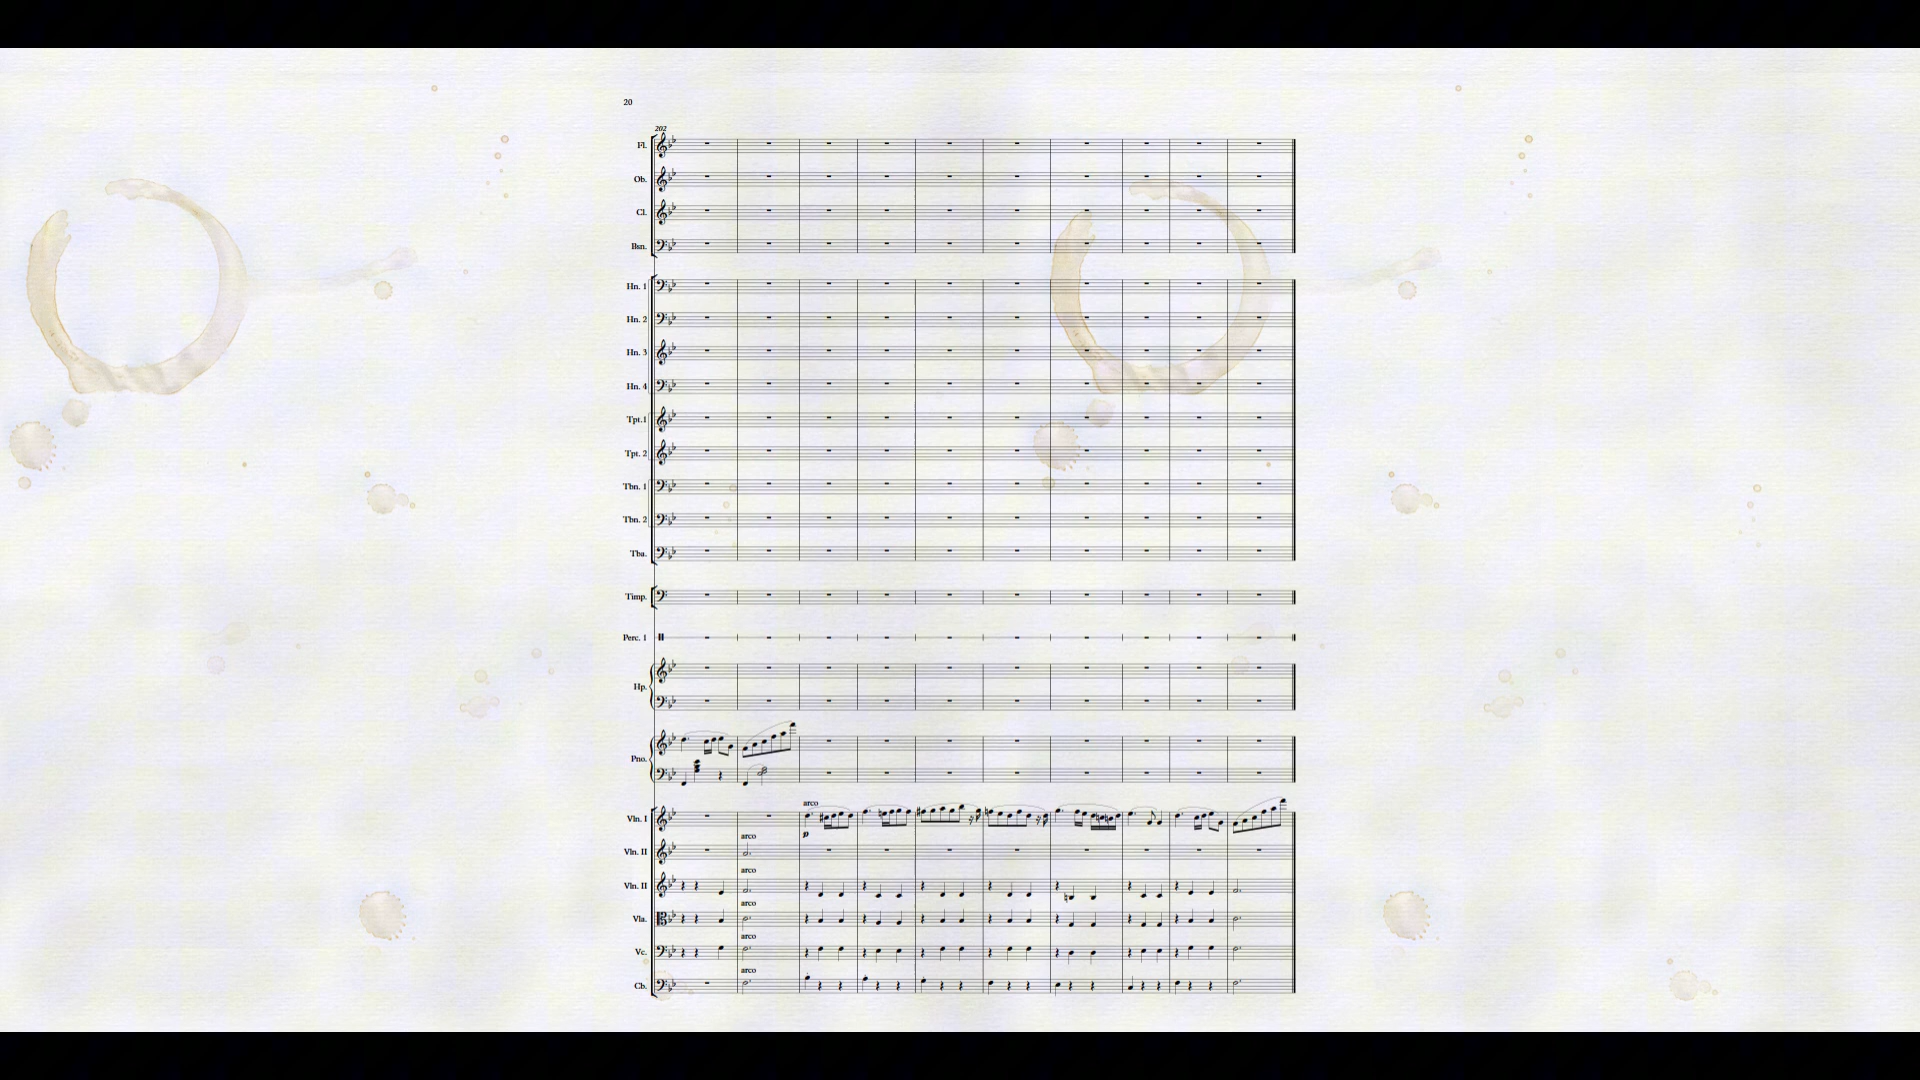 20
202
Fl.
Ob.
Cl.
Bsn.
Hn. 1
Hn. 2
Hn. 3
Hn. 4
Tpt.1
Tpt. 2
Tbn. 1
Tbn. 2
Tba.
Timp.
Perc. 1
Hp.
Pno.
arco
Vln. I
p
arco
Vln. II
arco
Vln. II
arco
Vla.
arco
Vc.
arco
Cb.